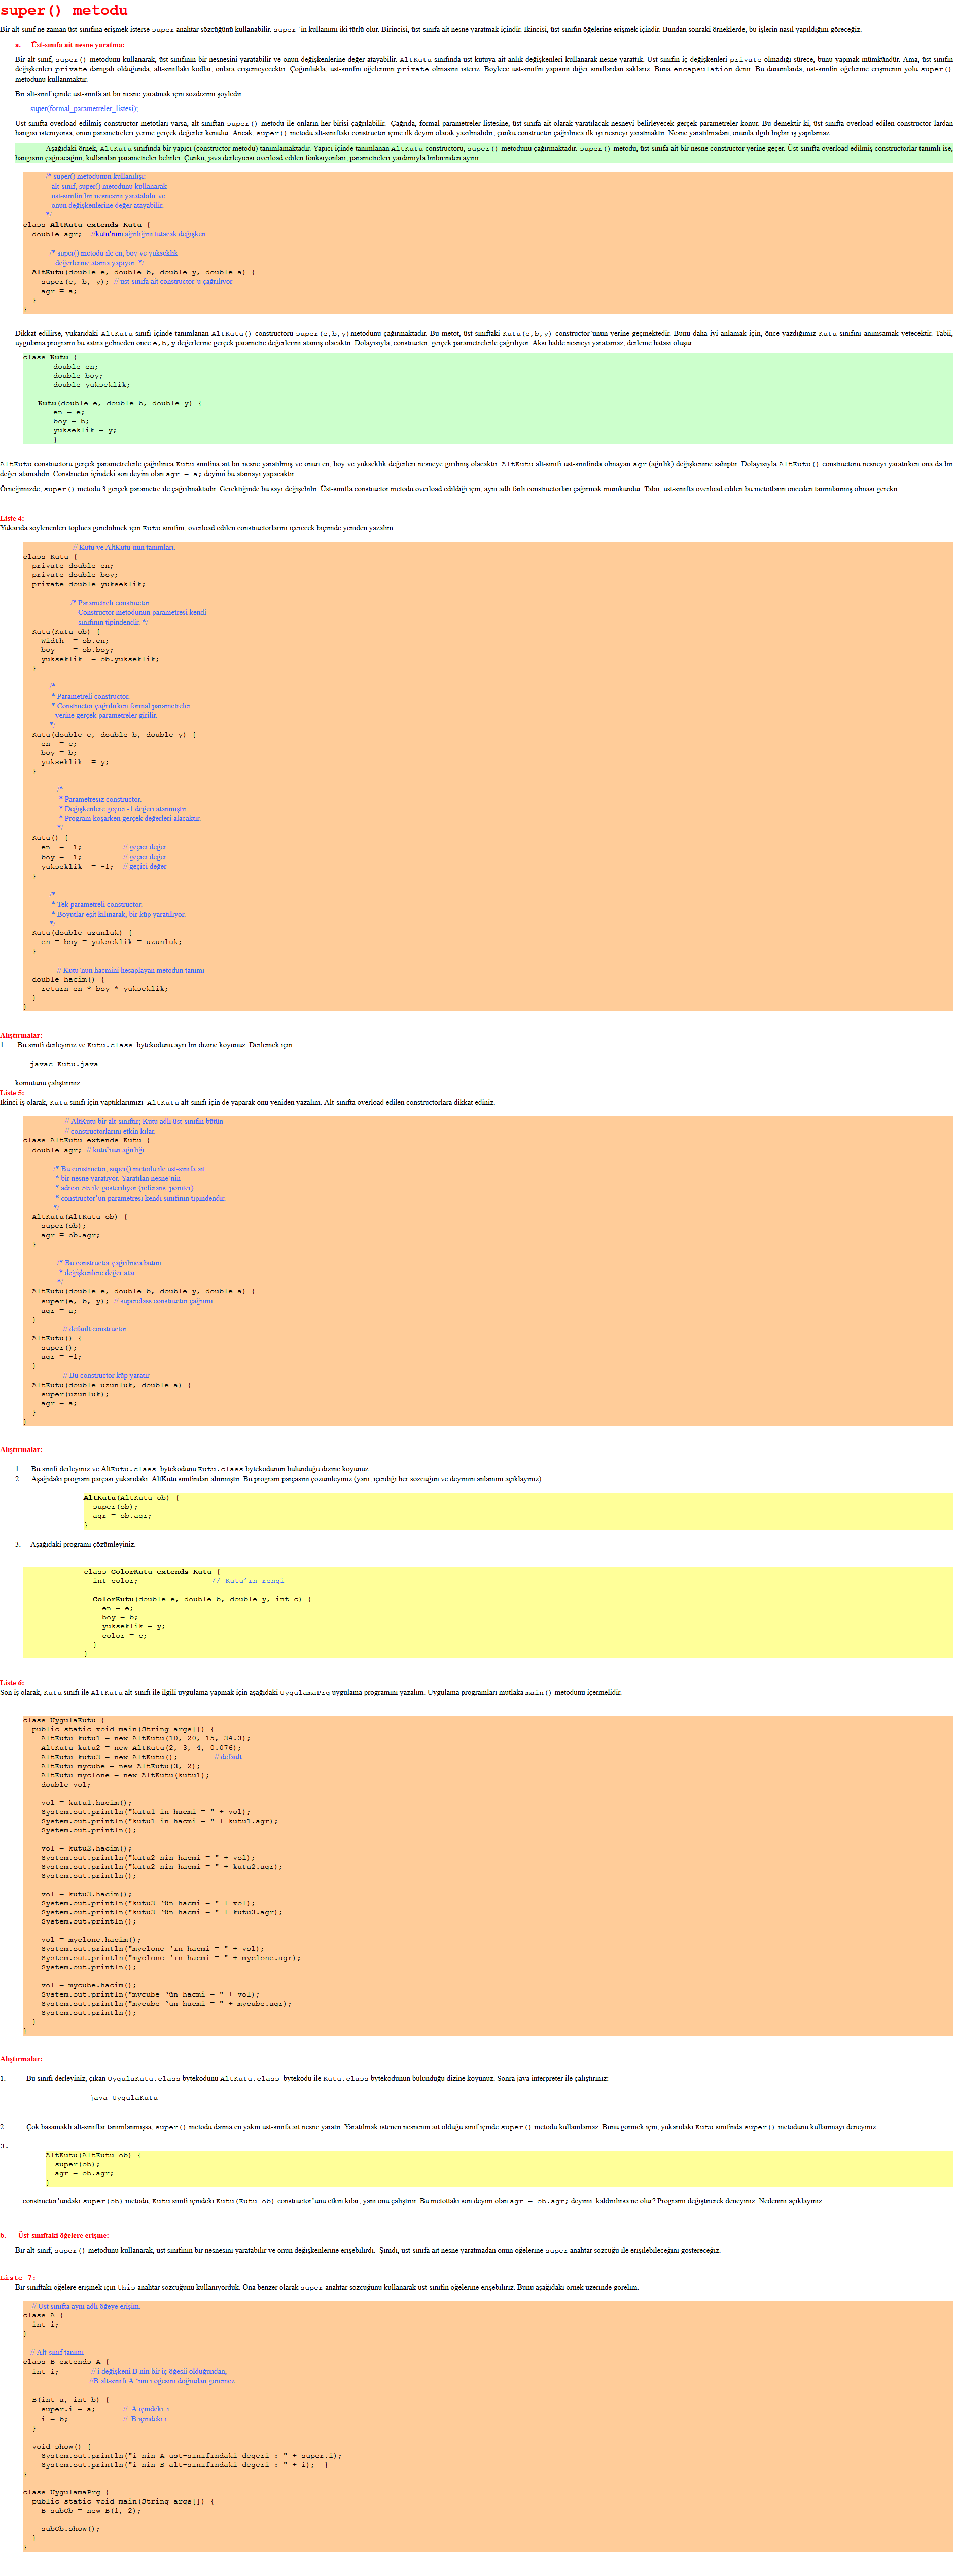 super() metodu
Bir alt-sınıf ne zaman üst-sınıfına erişmek isterse super anahtar sözcüğünü kullanabilir. super ‘in kullanımı iki türlü olur. Birincisi, üst-sınıfa ait nesne yaratmak içindir. İkincisi, üst-sınıfın öğelerine erişmek içindir. Bundan sonraki örneklerde, bu işlerin nasıl yapıldığını göreceğiz.
a. Üst-sınıfa ait nesne yaratma:
Bir alt-sınıf, super() metodunu kullanarak, üst sınıfının bir nesnesini yaratabilir ve onun değişkenlerine değer atayabilir. AltKutu sınıfında ust-kutuya ait anlık değişkenleri kullanarak nesne yarattık. Üst-sınıfın iç-değişkenleri private olmadığı sürece, bunu yapmak mümkündür. Ama, üst-sınıfın
değişkenleri private damgalı olduğunda, alt-sınıftaki kodlar, onlara erişemeyecektir. Çoğunlukla, üst-sınıfın öğelerinin private olmasını isteriz. Böylece üst-sınıfın yapısını diğer sınıflardan saklarız. Buna encapsulation denir. Bu durumlarda, üst-sınıfın öğelerine erişmenin yolu super()
metodunu kullanmaktır.
Bir alt-sınıf içinde üst-sınıfa ait bir nesne yaratmak için sözdizimi şöyledir:
super(formal_parametreler_listesi);
Üst-sınıfta overload edilmiş constructor metotları varsa, alt-sınıftan super() metodu ile onların her birisi çağrılabilir. Çağrıda, formal parametreler listesine, üst-sınıfa ait olarak yaratılacak nesneyi belirleyecek gerçek parametreler konur. Bu demektir ki, üst-sınıfta overload edilen constructor’lardan
hangisi isteniyorsa, onun parametreleri yerine gerçek değerler konulur. Ancak, super() metodu alt-sınıftaki constructor içine ilk deyim olarak yazılmalıdır; çünkü constructor çağrılınca ilk işi nesneyi yaratmaktır. Nesne yaratılmadan, onunla ilgili hiçbir iş yapılamaz.
Aşağıdaki örnek, AltKutu sınıfında bir yapıcı (constructor metodu) tanımlamaktadır. Yapıcı içinde tanımlanan AltKutu constructoru, super() metodunu çağırmaktadır. super() metodu, üst-sınıfa ait bir nesne constructor yerine geçer. Üst-sınıfta overload edilmiş constructorlar tanımlı ise,
hangisini çağıracağını, kullanılan parametreler belirler. Çünkü, java derleyicisi overload edilen fonksiyonları, parametreleri yardımıyla birbirinden ayırır.
/* super() metodunun kullanılışı:
alt-sınıf, super() metodunu kullanarak
üst-sınıfın bir nesnesini yaratabilir ve
onun değişkenlerine değer atayabilir.
*/
class AltKutu extends Kutu {
double agr; //kutu’nun ağırlığını tutacak değişken
/* super() metodu ile en, boy ve yukseklik
değerlerine atama yapıyor. */
AltKutu(double e, double b, double y, double a) {
super(e, b, y); // ust-sınıfa ait constructor’u çağrılıyor
agr = a;
}
}
Dikkat edilirse, yukarıdaki AltKutu sınıfı içinde tanımlanan AltKutu() constructoru super(e,b,y) metodunu çağırmaktadır. Bu metot, üst-sınıftaki Kutu(e,b,y) constructor’unun yerine geçmektedir. Bunu daha iyi anlamak için, önce yazdığımız Kutu sınıfını anımsamak yetecektir. Tabii,
uygulama programı bu satıra gelmeden önce e,b,y değerlerine gerçek parametre değerlerini atamış olacaktur. Dolayısıyla, constructor, gerçek parametrelerle çağrılıyor. Aksı halde nesneyi yaratamaz, derleme hatası oluşur.
class Kutu {
double en;
double boy;
double yukseklik;
Kutu(double e, double b, double y) {
en = e;
boy = b;
yukseklik = y;
}
AltKutu constructoru gerçek parametrelerle çağrılınca Kutu sınıfına ait bir nesne yaratılmış ve onun en, boy ve yükseklik değerleri nesneye girilmiş olacaktur. AltKutu alt-sınıfı üst-sınıfında olmayan agr (ağırlık) değişkenine sahiptir. Dolayısıyla AltKutu() constructoru nesneyi yaratırken ona da bir
değer atamalıdır. Constructor içindeki son deyim olan agr = a; deyimi bu atamayı yapacaktur.
Örneğimizde, super() metodu 3 gerçek parametre ile çağrılmaktadır. Gerektiğinde bu sayı değişebilir. Üst-sınıfta constructor metodu overload edildiği için, aynı adlı farlı constructorları çağırmak mümkündür. Tabii, üst-sınıfta overload edilen bu metotların önceden tanımlanmış olması gerekir.
Liste 4:
Yukarıda söylenenleri topluca görebilmek için Kutu sınıfını, overload edilen constructorlarını içerecek biçimde yeniden yazalım.
// Kutu ve AltKutu’nun tanımları.
class Kutu {
private double en;
private double boy;
private double yukseklik;
/* Parametreli constructor.
Constructor metodunun parametresi kendi
sınıfının tipindendir. */
Kutu(Kutu ob) {
Width = ob.en;
boy = ob.boy;
yukseklik = ob.yukseklik;
}
/*
* Parametreli constructor.
* Constructor çağrılırken formal parametreler
yerine gerçek parametreler girilir.
*/
Kutu(double e, double b, double y) {
en = e;
boy = b;
yukseklik = y;
}
/*
* Parametresiz constructor.
* Değişkenlere geçici -1 değeri atanmıştır.
* Program koşarken gerçek değerleri alacaktur.
*/
Kutu() {
en = -1; // geçici değer
boy = -1; // geçici değer
yukseklik = -1; // geçici değer
}
/*
* Tek parametreli constructor.
* Boyutlar eşit kılınarak, bir küp yaratılıyor.
*/
Kutu(double uzunluk) {
en = boy = yukseklik = uzunluk;
}
// Kutu’nun hacmini hesaplayan metodun tanımı
double hacim() {
return en * boy * yukseklik;
}
}
Alıştırmalar:
1. Bu sınıfı derleyiniz ve Kutu.class bytekodunu ayrı bir dizine koyunuz. Derlemek için
javac Kutu.java
komutunu çalıştırınız.
Liste 5:
İkinci iş olarak, Kutu sınıfı için yaptıklarımızı AltKutu alt-sınıfı için de yaparak onu yeniden yazalım. Alt-sınıfta overload edilen constructorlara dikkat ediniz.
// AltKutu bir alt-sınıftır; Kutu adlı üst-sınıfın bütün
// constructorlarını etkin kılar.
class AltKutu extends Kutu {
double agr; // kutu’nun ağırlığı
/* Bu constructor, super() metodu ile üst-sınıfa ait
* bir nesne yaratıyor. Yaratılan nesne’nin
* adresi ob ile gösteriliyor (referans, pointer).
* constructor’un parametresi kendi sınıfının tipindendir.
*/
AltKutu(AltKutu ob) {
super(ob);
agr = ob.agr;
}
/* Bu constructor çağrılınca bütün
* değişkenlere değer atar
*/
AltKutu(double e, double b, double y, double a) {
super(e, b, y); // superclass constructor çağrımı
agr = a;
}
// default constructor
AltKutu() {
super();
agr = -1;
}
// Bu constructor küp yaratır
AltKutu(double uzunluk, double a) {
super(uzunluk);
agr = a;
}
}
Alıştırmalar:
1. Bu sınıfı derleyiniz ve AltKutu.class bytekodunu Kutu.class bytekodunun bulunduğu dizine koyunuz.
2. Aşağıdaki program parçası yukarıdaki AltKutu sınıfından alınmıştır. Bu program parçasını çözümleyiniz (yani, içerdiği her sözcüğün ve deyimin anlamını açıklayınız).
AltKutu(AltKutu ob) {
super(ob);
agr = ob.agr;
}
3. Aşağıdaki programı çözümleyiniz.
class ColorKutu extends Kutu {
int color; // Kutu’ın rengi
ColorKutu(double e, double b, double y, int c) {
en = e;
boy = b;
yukseklik = y;
color = c;
}
}
Liste 6:
Son iş olarak, Kutu sınıfı ile AltKutu alt-sınıfı ile ilgili uygulama yapmak için aşağıdaki UygulamaPrg uygulama programını yazalım. Uygulama programları mutlaka main() metodunu içermelidir.
class UygulaKutu {
public static void main(String args[]) {
AltKutu kutu1 = new AltKutu(10, 20, 15, 34.3);
AltKutu kutu2 = new AltKutu(2, 3, 4, 0.076);
AltKutu kutu3 = new AltKutu(); // default
AltKutu mycube = new AltKutu(3, 2);
AltKutu myclone = new AltKutu(kutu1);
double vol;
vol = kutu1.hacim();
System.out.println("kutu1 in hacmi = " + vol);
System.out.println("kutu1 in hacmi = " + kutu1.agr);
System.out.println();
vol = kutu2.hacim();
System.out.println("kutu2 nin hacmi = " + vol);
System.out.println("kutu2 nin hacmi = " + kutu2.agr);
System.out.println();
vol = kutu3.hacim();
System.out.println("kutu3 ‘ün hacmi = " + vol);
System.out.println("kutu3 ‘ün hacmi = " + kutu3.agr);
System.out.println();
vol = myclone.hacim();
System.out.println("myclone ‘ın hacmi = " + vol);
System.out.println("myclone ‘ın hacmi = " + myclone.agr);
System.out.println();
vol = mycube.hacim();
System.out.println("mycube ‘ün hacmi = " + vol);
System.out.println("mycube ‘ün hacmi = " + mycube.agr);
System.out.println();
}
}
Alıştırmalar:
1. Bu sınıfı derleyiniz, çıkan UygulaKutu.class bytekodunu AltKutu.class bytekodu ile Kutu.class bytekodunun bulunduğu dizine koyunuz. Sonra java interpreter ile çalıştırınız:
java UygulaKutu
2. Çok basamaklı alt-sınıflar tanımlanmışsa, super() metodu daima en yakın üst-sınıfa ait nesne yaratır. Yaratılmak istenen nesnenin ait olduğu sınıf içinde super() metodu kullanılamaz. Bunu görmek için, yukarıdaki Kutu sınıfında super() metodunu kullanmayı deneyiniz.
3.
AltKutu(AltKutu ob) {
super(ob);
agr = ob.agr;
}
constructor’undaki super(ob) metodu, Kutu sınıfı içindeki Kutu(Kutu ob) constructor’unu etkin kılar; yani onu çalıştırır. Bu metottaki son deyim olan agr = ob.agr; deyimi kaldırılırsa ne olur? Programı değiştirerek deneyiniz. Nedenini açıklayınız.
b. Üst-sınıftaki öğelere erişme:
Bir alt-sınıf, super() metodunu kullanarak, üst sınıfının bir nesnesini yaratabilir ve onun değişkenlerine erişebilirdi. Şimdi, üst-sınıfa ait nesne yaratmadan onun öğelerine super anahtar sözcüğü ile erişilebileceğini göstereceğiz.
Liste 7:
Bir sınıftaki öğelere erişmek için this anahtar sözcüğünü kullanıyorduk. Ona benzer olarak super anahtar sözcüğünü kullanarak üst-sınıfın öğelerine erişebiliriz. Bunu aşağıdaki örnek üzerinde görelim.
// Üst sınıfta aynı adlı öğeye erişim.
class A {
int i;
}
// Alt-sınıf tanımı
class B extends A {
int i; // i değişkeni B nin bir iç öğesii olduğundan,
//B alt-sınıfı A ‘nın i öğesini doğrudan göremez.
B(int a, int b) {
super.i = a; // A içindeki i
i = b; // B içindeki i
}
void show() {
System.out.println("i nin A ust-sınıfındaki degeri : " + super.i);
System.out.println("i nin B alt-sınıfındaki degeri : " + i); }
}
class UygulamaPrg {
public static void main(String args[]) {
B subOb = new B(1, 2);
subOb.show();
}
}